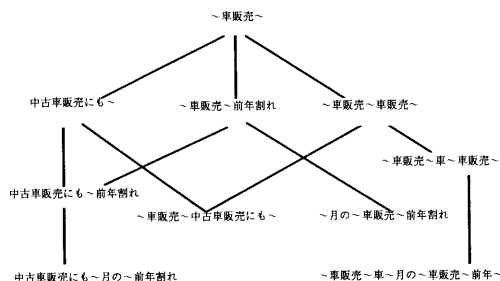 ～車販売～
中古車販売にも～
～車販売～前年割れ
～車販売～車販売～
～車販売～車～車販売～
中古車販売にも～前年割れ
～車販売～中古車販売にも～
～月の～車販売～前年割れ
中古車販売にも～月の～前年割れ
～車販売～車～月の～車販売～前年～